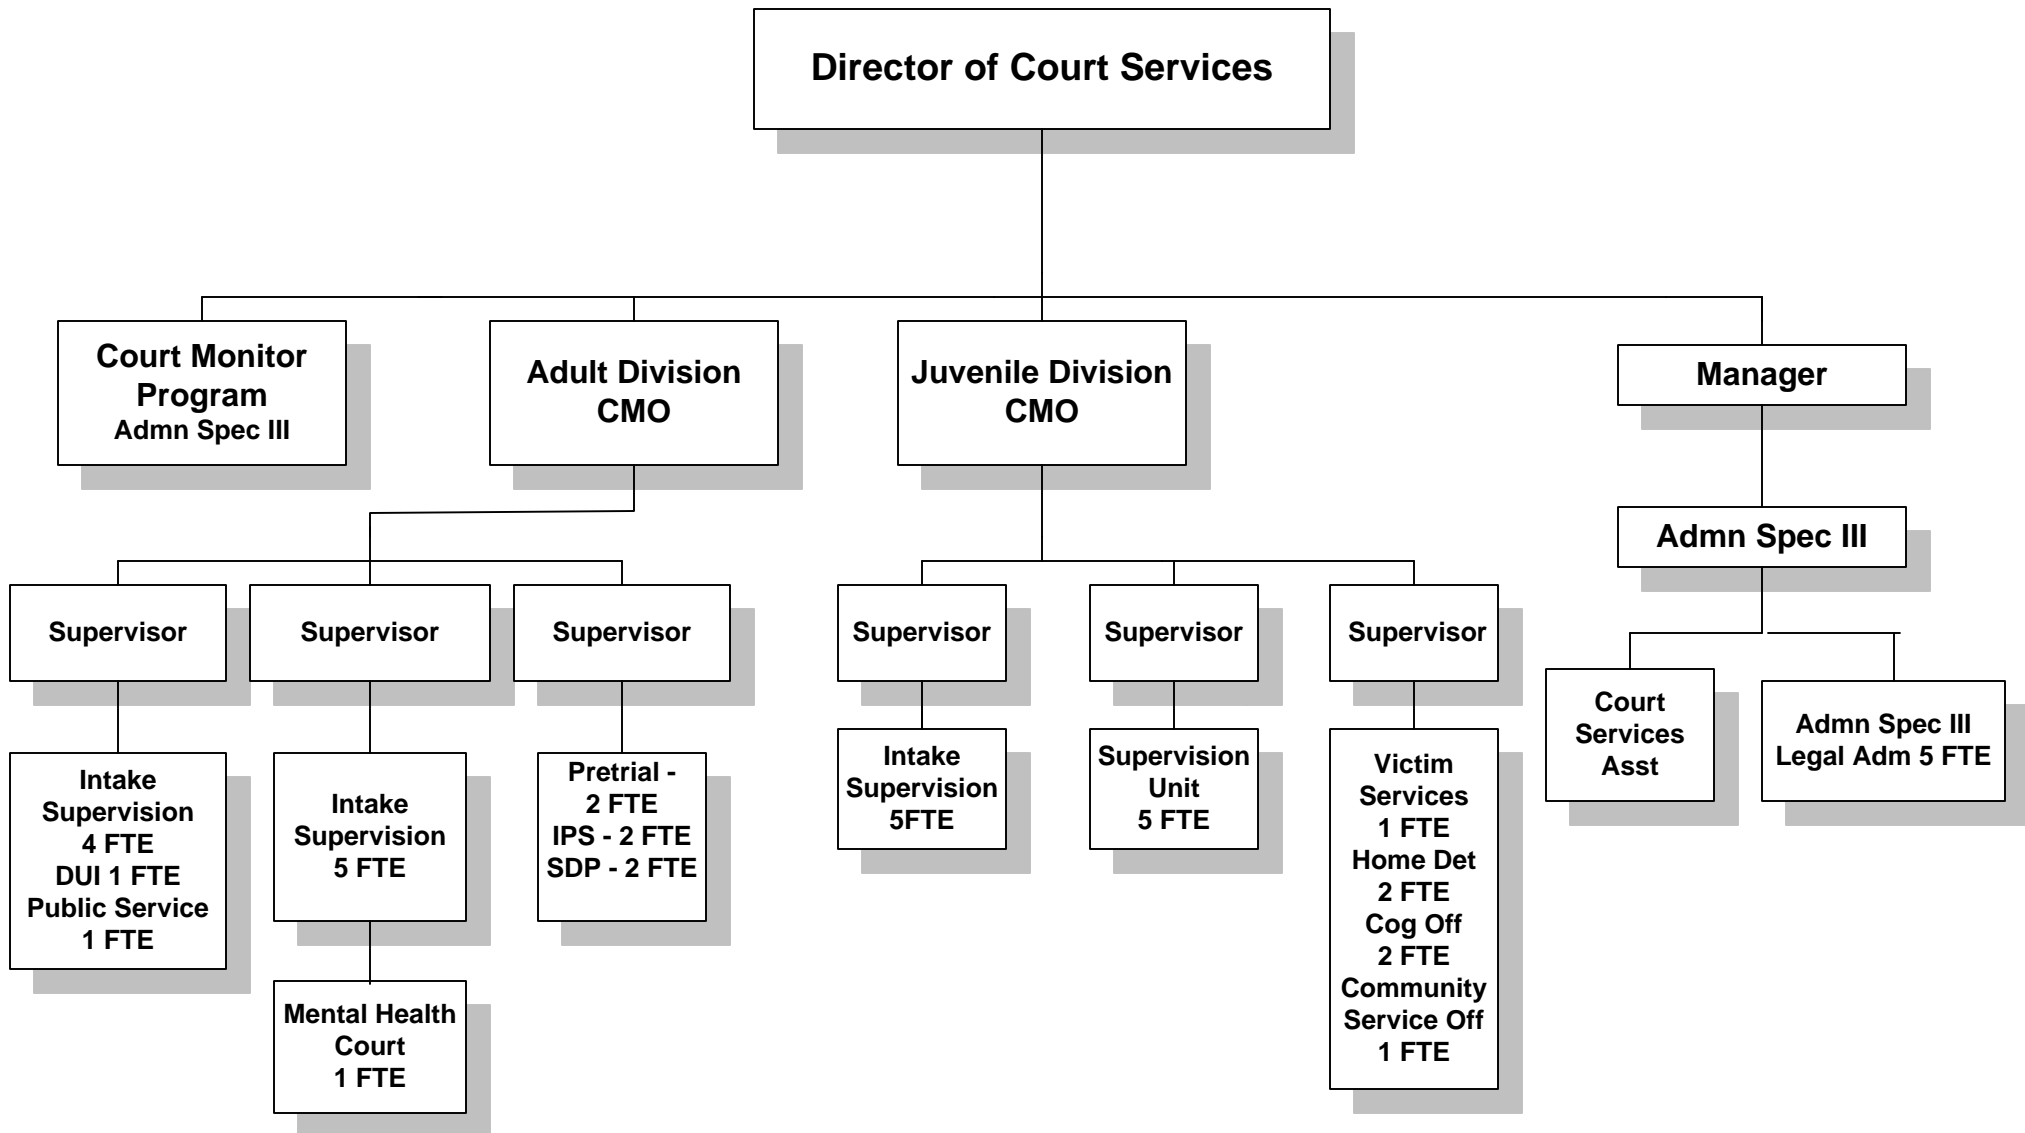 Director of Court Services
Court Monitor
Program
Admn Spec III
Adult Division
CMO
Juvenile Division
CMO
Manager
Admn Spec III
Supervisor
Supervisor
Supervisor
Supervisor
Supervisor
Supervisor
Intake
Supervision
4 FTE
DUI 1 FTE
Public Service
1 FTE
Intake
Supervision
5 FTE
Mental Health
Court
1 FTE
Pretrial -
2 FTE
IPS - 2 FTE
SDP - 2 FTE
Intake
Supervision
5FTE
Supervision
Unit
5 FTE
Victim
Services
1 FTE
Home Det
2 FTE
Cog Off
2 FTE
Community
Service Off
1 FTE
Court
Services
Asst
Admn Spec III
Legal Adm 5 FTE